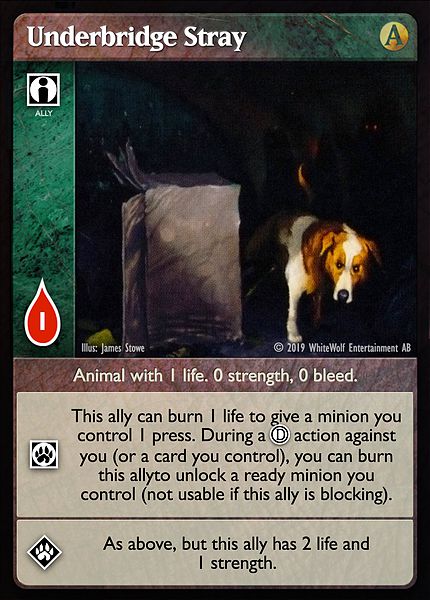 Underbridge Stray
A
ALLY
1
Illus: James Stowe
© 2019 WhiteWolf Entertainment AB
Animal with 1 life. 0 strength, 0 bleed.
This ally can burn 1 life to give a minion you
control 1 press. During a Ⓓ action against
you (or a card you control), you can burn
this allyto unlock a ready minion you
control (not usable if this ally is blocking).
As above, but this ally has 2 life and
1 strength.